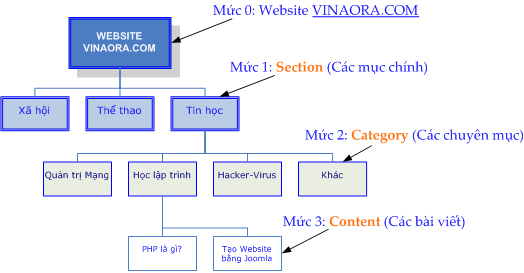 Mức 0: Website VINAORA.COM
WEBSITE
VINAORA.COM
Mức 1: Section (Các mục chính)
Xã hội
Thể thao
Tin học
Mức 2: Category (Các chuyên mục)
Quản trị Mạng
Học lập trình
Hacker-Virus
Khác
Mức 3: Content (Các bài viết)
PHP là gì?
Tạo Website
bằng Joomla